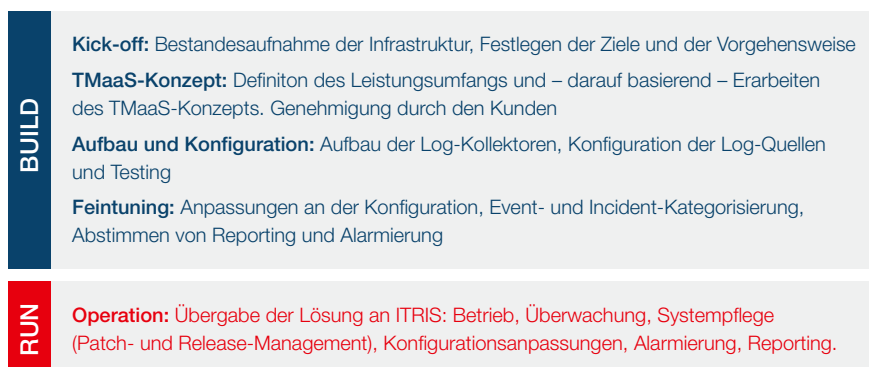 BUILD
Kick-off: Bestandesaufnahme der Infrastruktur, Festlegen der Ziele und der Vorgehensweise
TMaaS-Konzept: Definiton des Leistungsumfangs und – darauf basierend – Erarbeiten
des TMaaS-Konzepts. Genehmigung durch den Kunden
Aufbau und Konfiguration: Aufbau der Log-Kollektoren, Konfiguration der Log-Quellen
und Testing
Feintuning: Anpassungen an der Konfiguration, Event- und Incident-Kategorisierung,
Abstimmen von Reporting und Alarmierung
RUN
Operation: Übergabe der Lösung an ITRIS: Betrieb, Überwachung, Systempflege
(Patch- und Release-Management), Konfigurationsanpassungen, Alarmierung, Reporting.